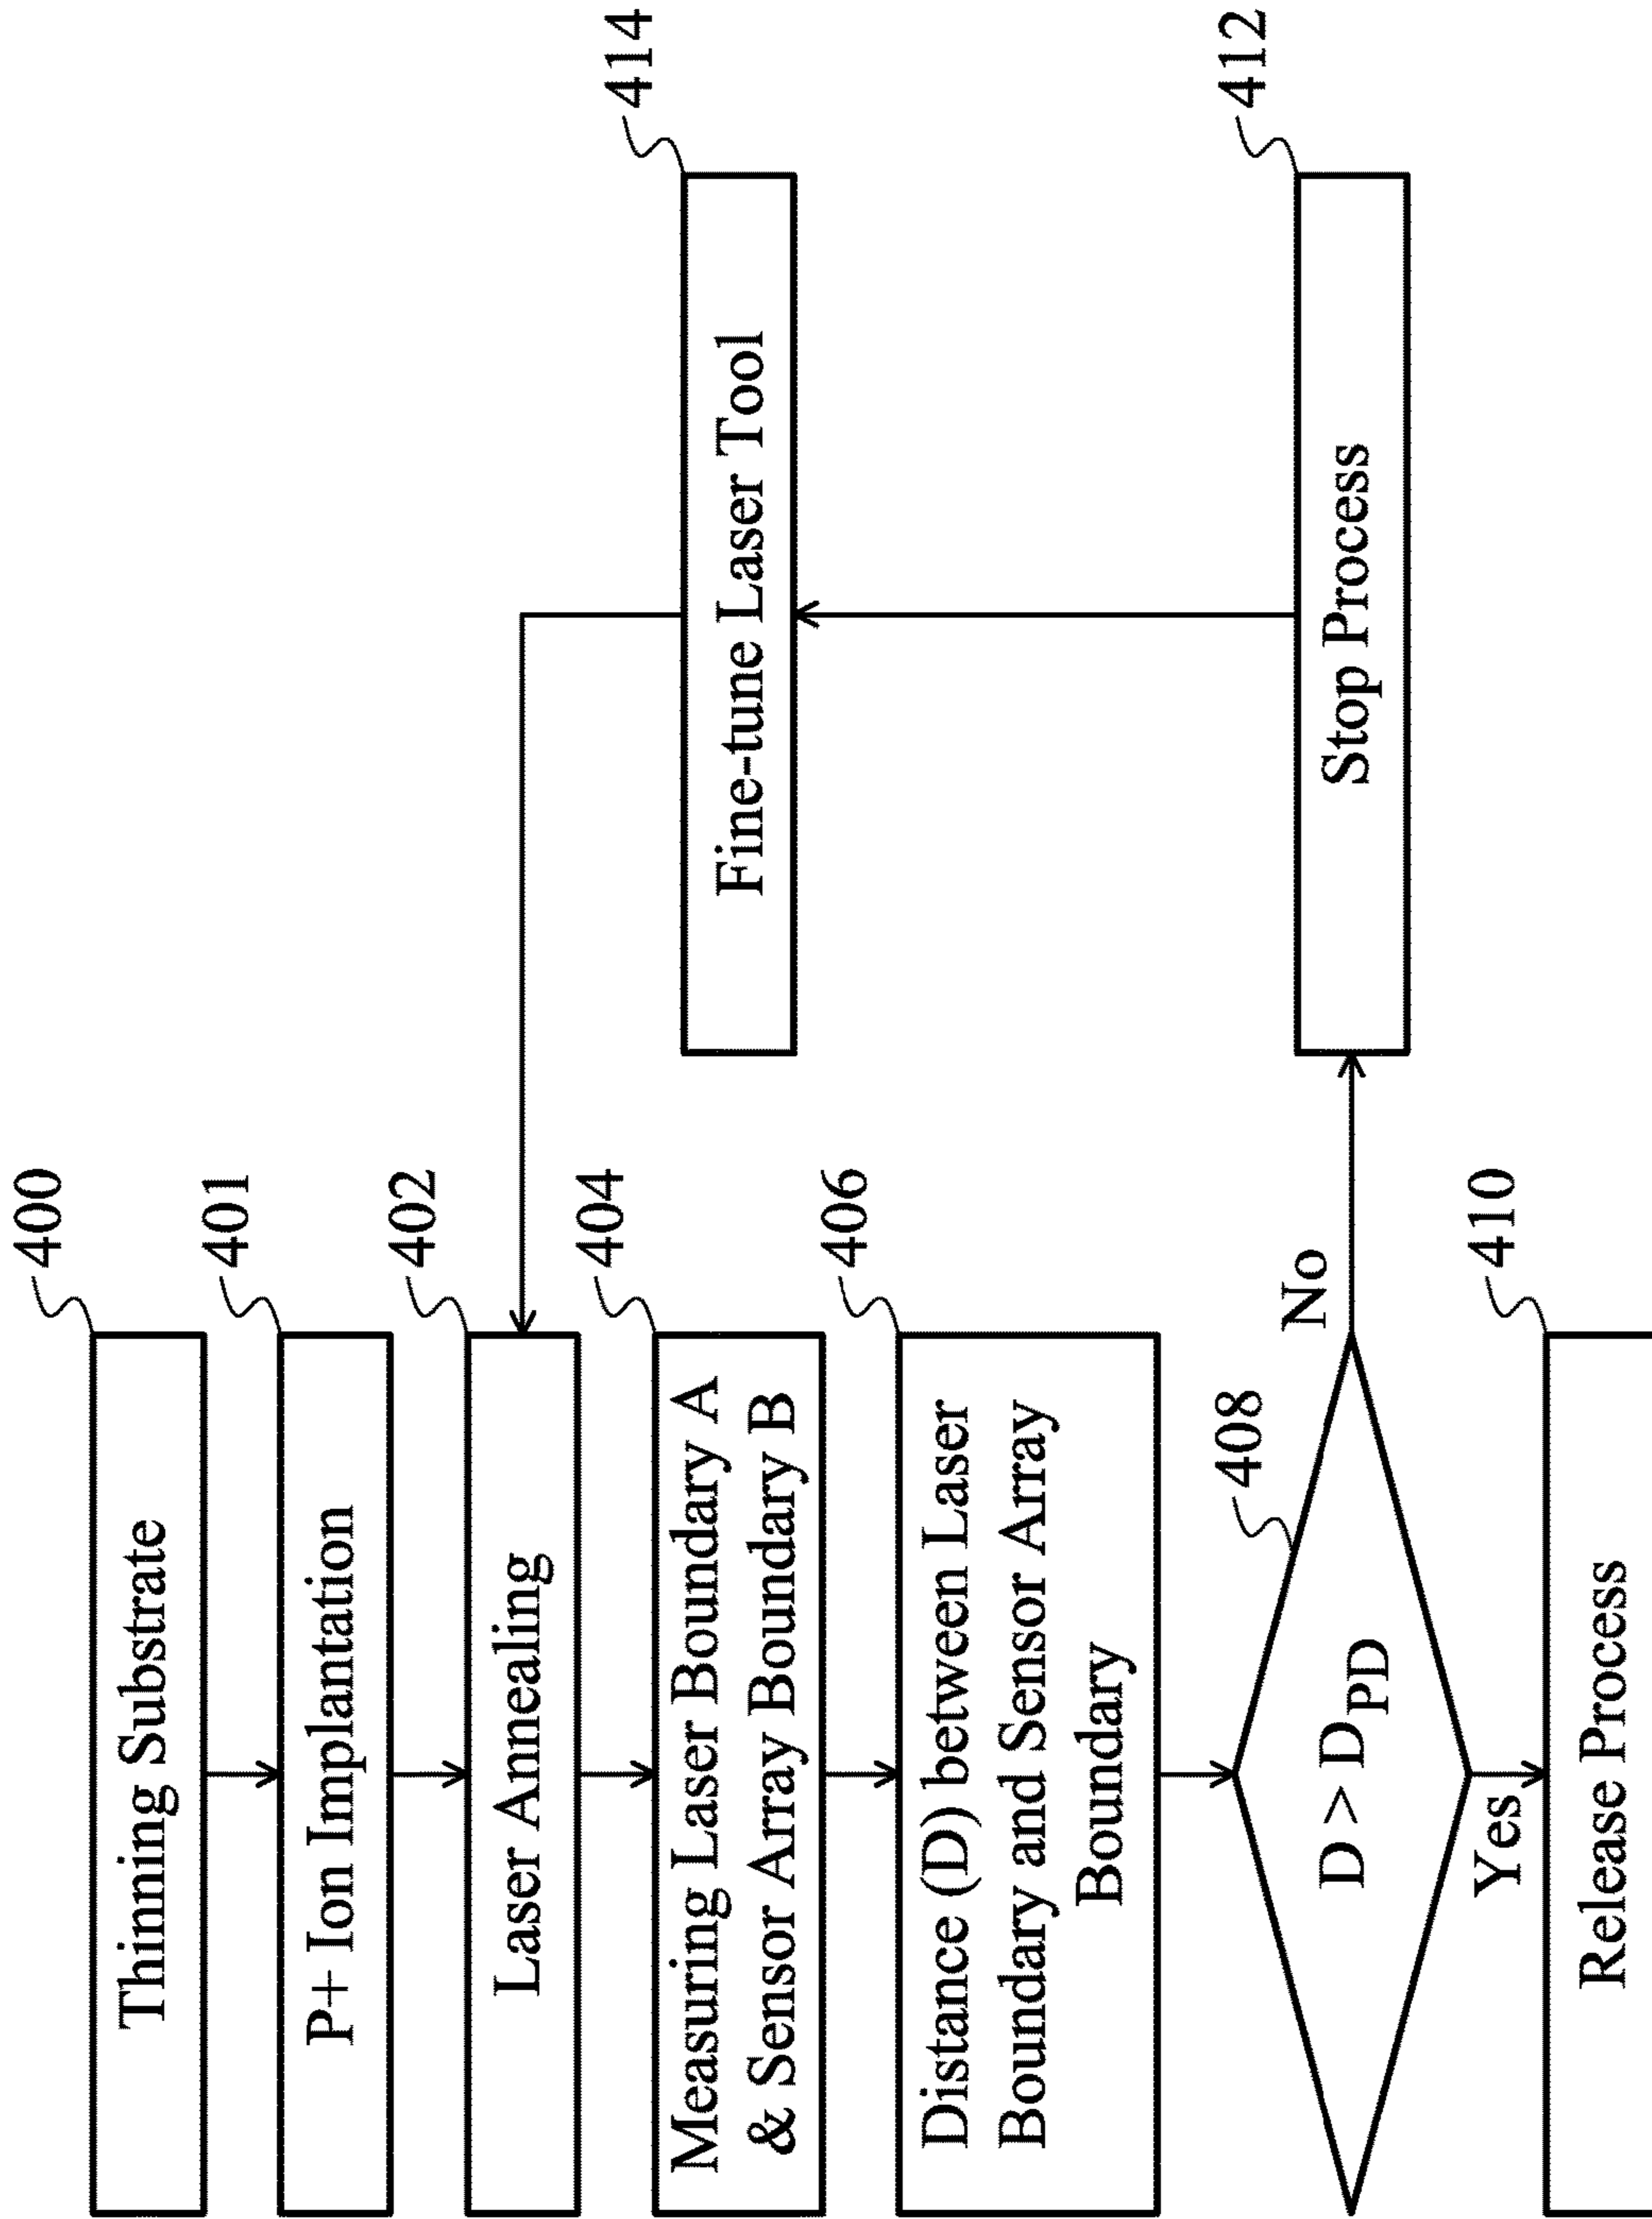 400
Thinning Substrate
401
P+ Ion Implantation
402
Laser Annealing
404
Measuring Laser Boundary A
& Sensor Array Boundary B
406
Distance (D) between Laser
Boundary and Sensor Array
Boundary
408
D > D_PD
No
Yes
410
Release Process
412
Stop Process
414
Fine-tune Laser Tool